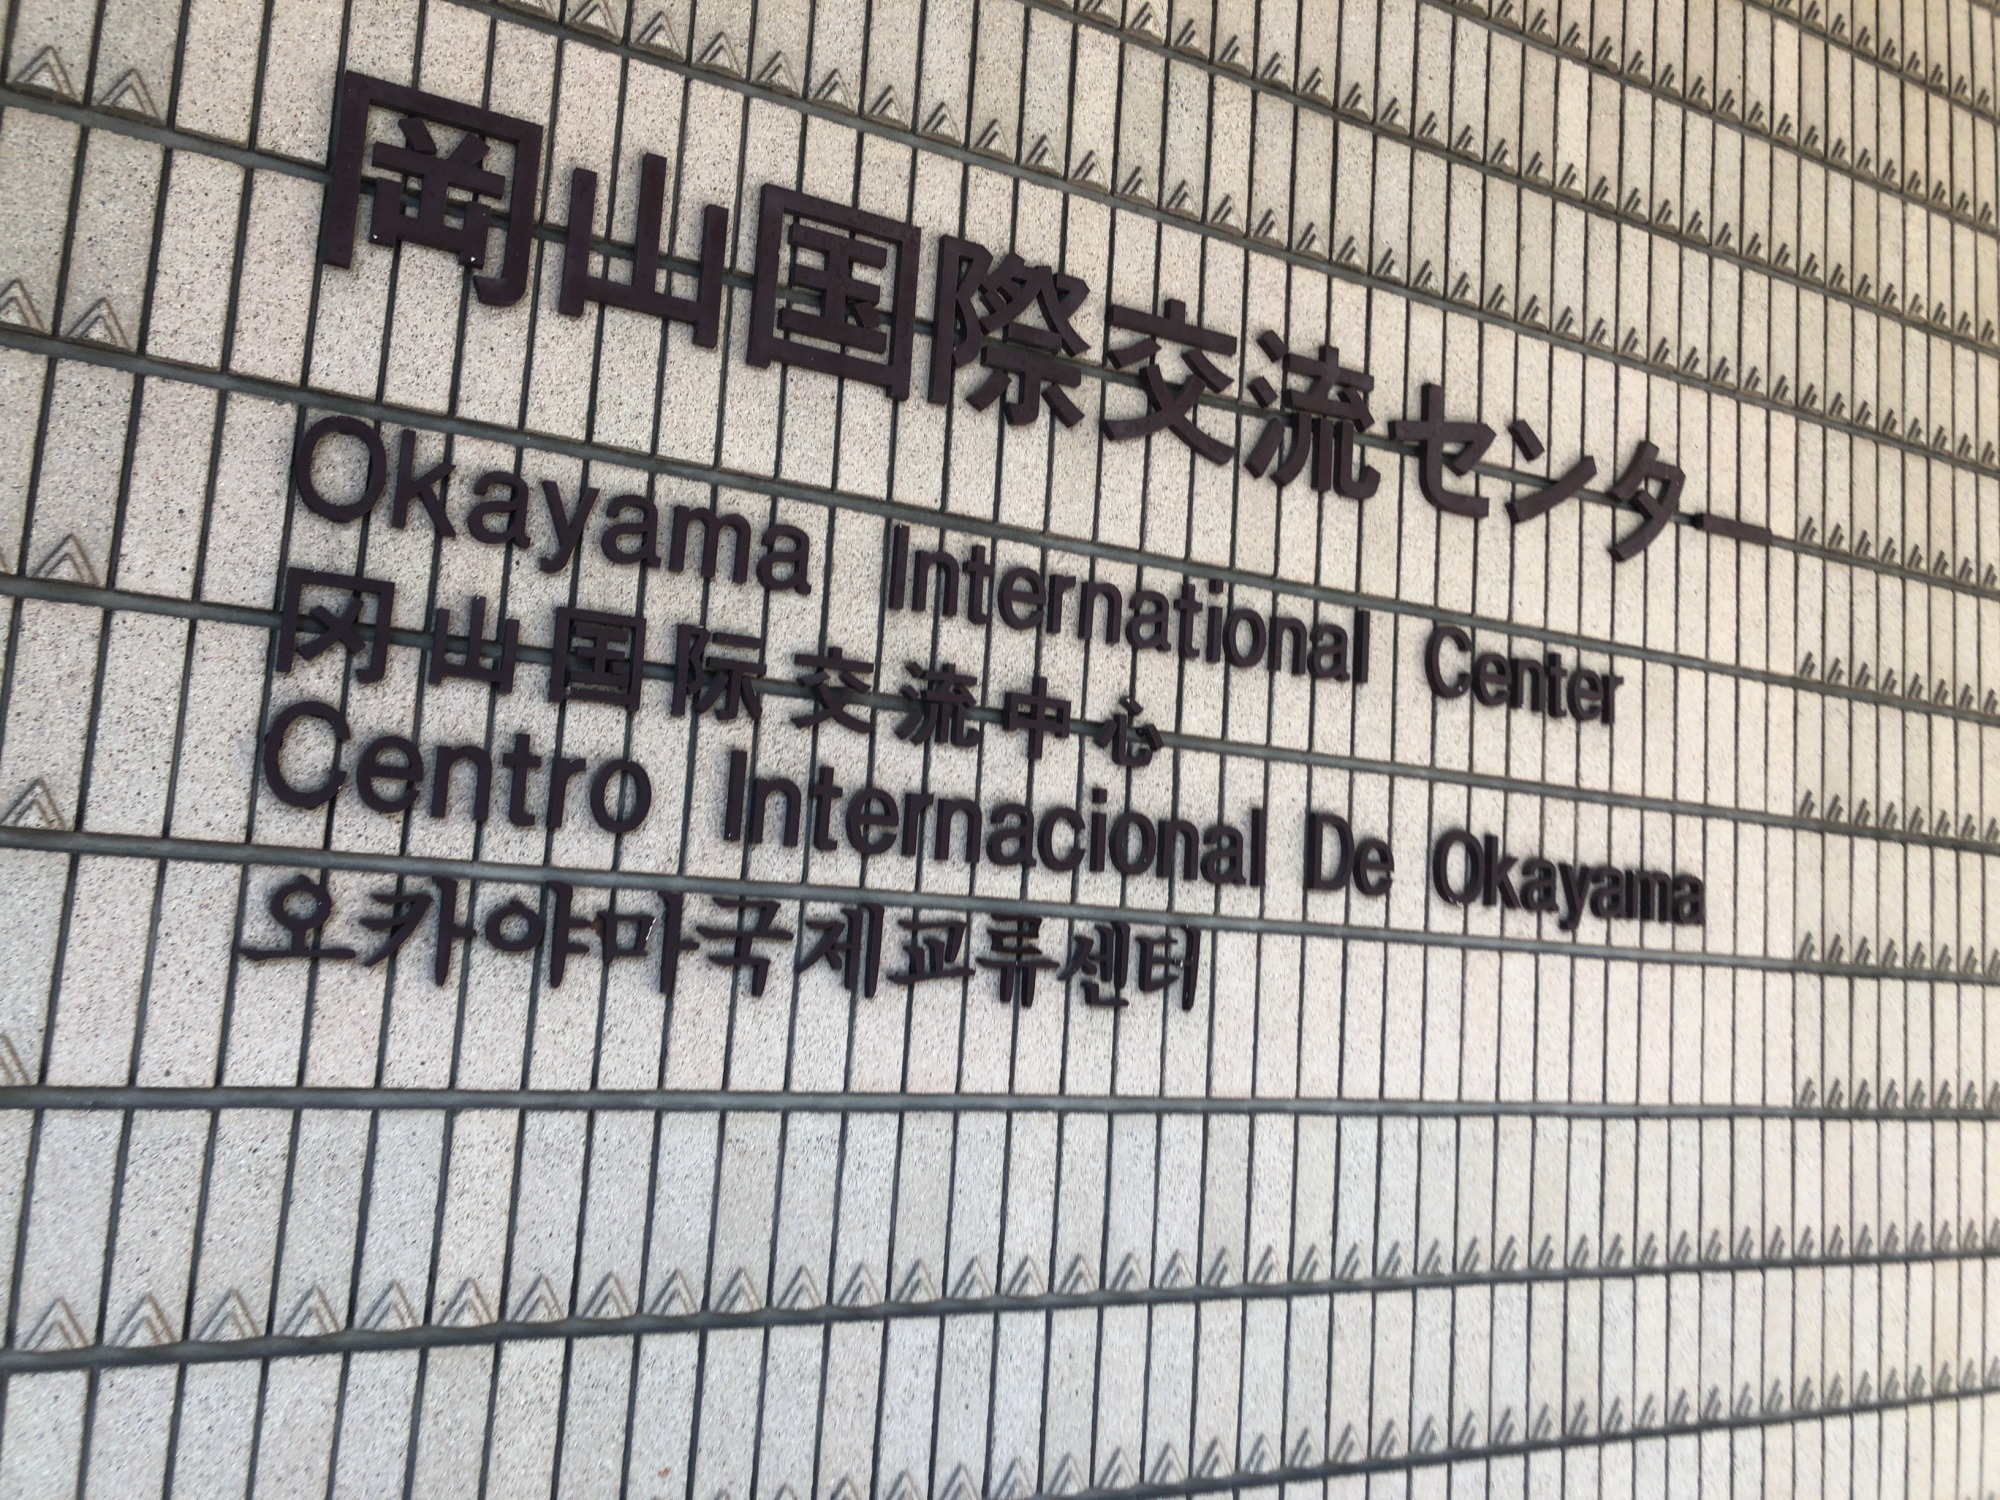 岡山国際交流センター
Okayama International Center
冈山国际交流中心
Centro Internacional De Okayama
오카야마국제교류센터